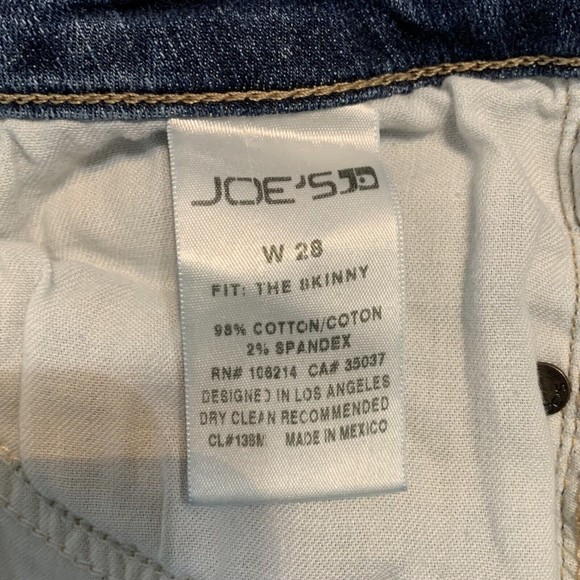 JOE'S
W 28
FIT: THE SKINNY
98% COTTON/COTON
2% SPANDEX
RN# 106214 CA# 35037
DESIGNED IN LOS ANGELES
DRY CLEAN RECOMMENDED
CL#138M MADE IN MEXICO